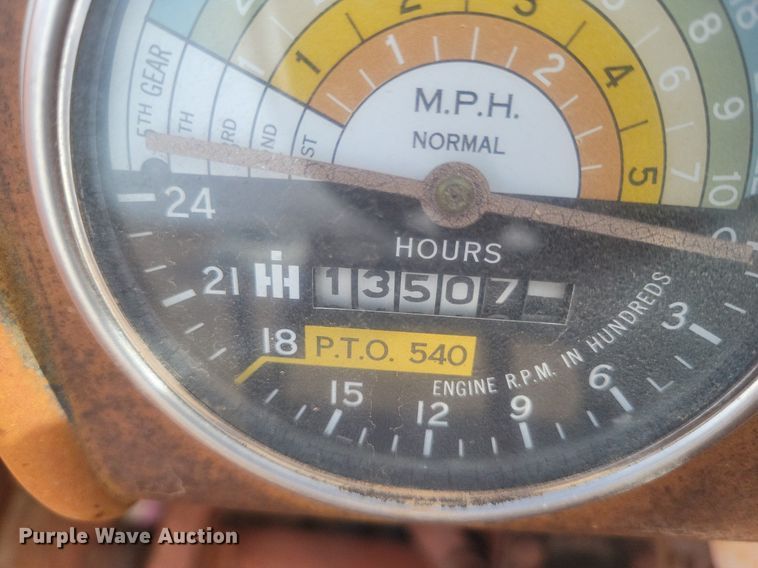 2 3
1 1 2 4 6 8
5TH GEAR
M.P.H.
NORMAL
5 7 9
10
24
HOURS
21 IH 13507
18 P.T.O. 540
ENGINE R.P.M. IN HUNDREDS
15 12 9 6 3
Purple Wave Auction